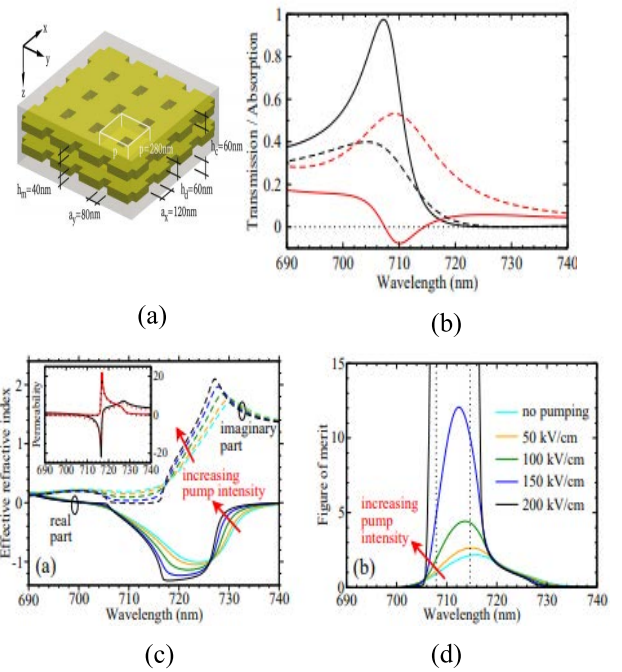 x
y
z
p
p=280nm
h_c=60nm
h_m=40nm
h_d=60nm
a_y=80nm
a_x=120nm
(a)
Transmission / Absorption
1
0.8
0.6
0.4
0.2
0
690 700 710 720 730 740
Wavelength (nm)
(b)
Effective refractive index
2
1
0
-1
Permeability
20
0
-20
690 700 710 720 730 740
imaginary
part
increasing
pump intensity
real
part
(a)
690 700 710 720 730 740
Wavelength (nm)
(c)
Figure of merit
15
10
5
0
no pumping
50 kV/cm
100 kV/cm
150 kV/cm
200 kV/cm
increasing
pump
intensity
(b)
690 700 710 720 730 740
Wavelength (nm)
(d)